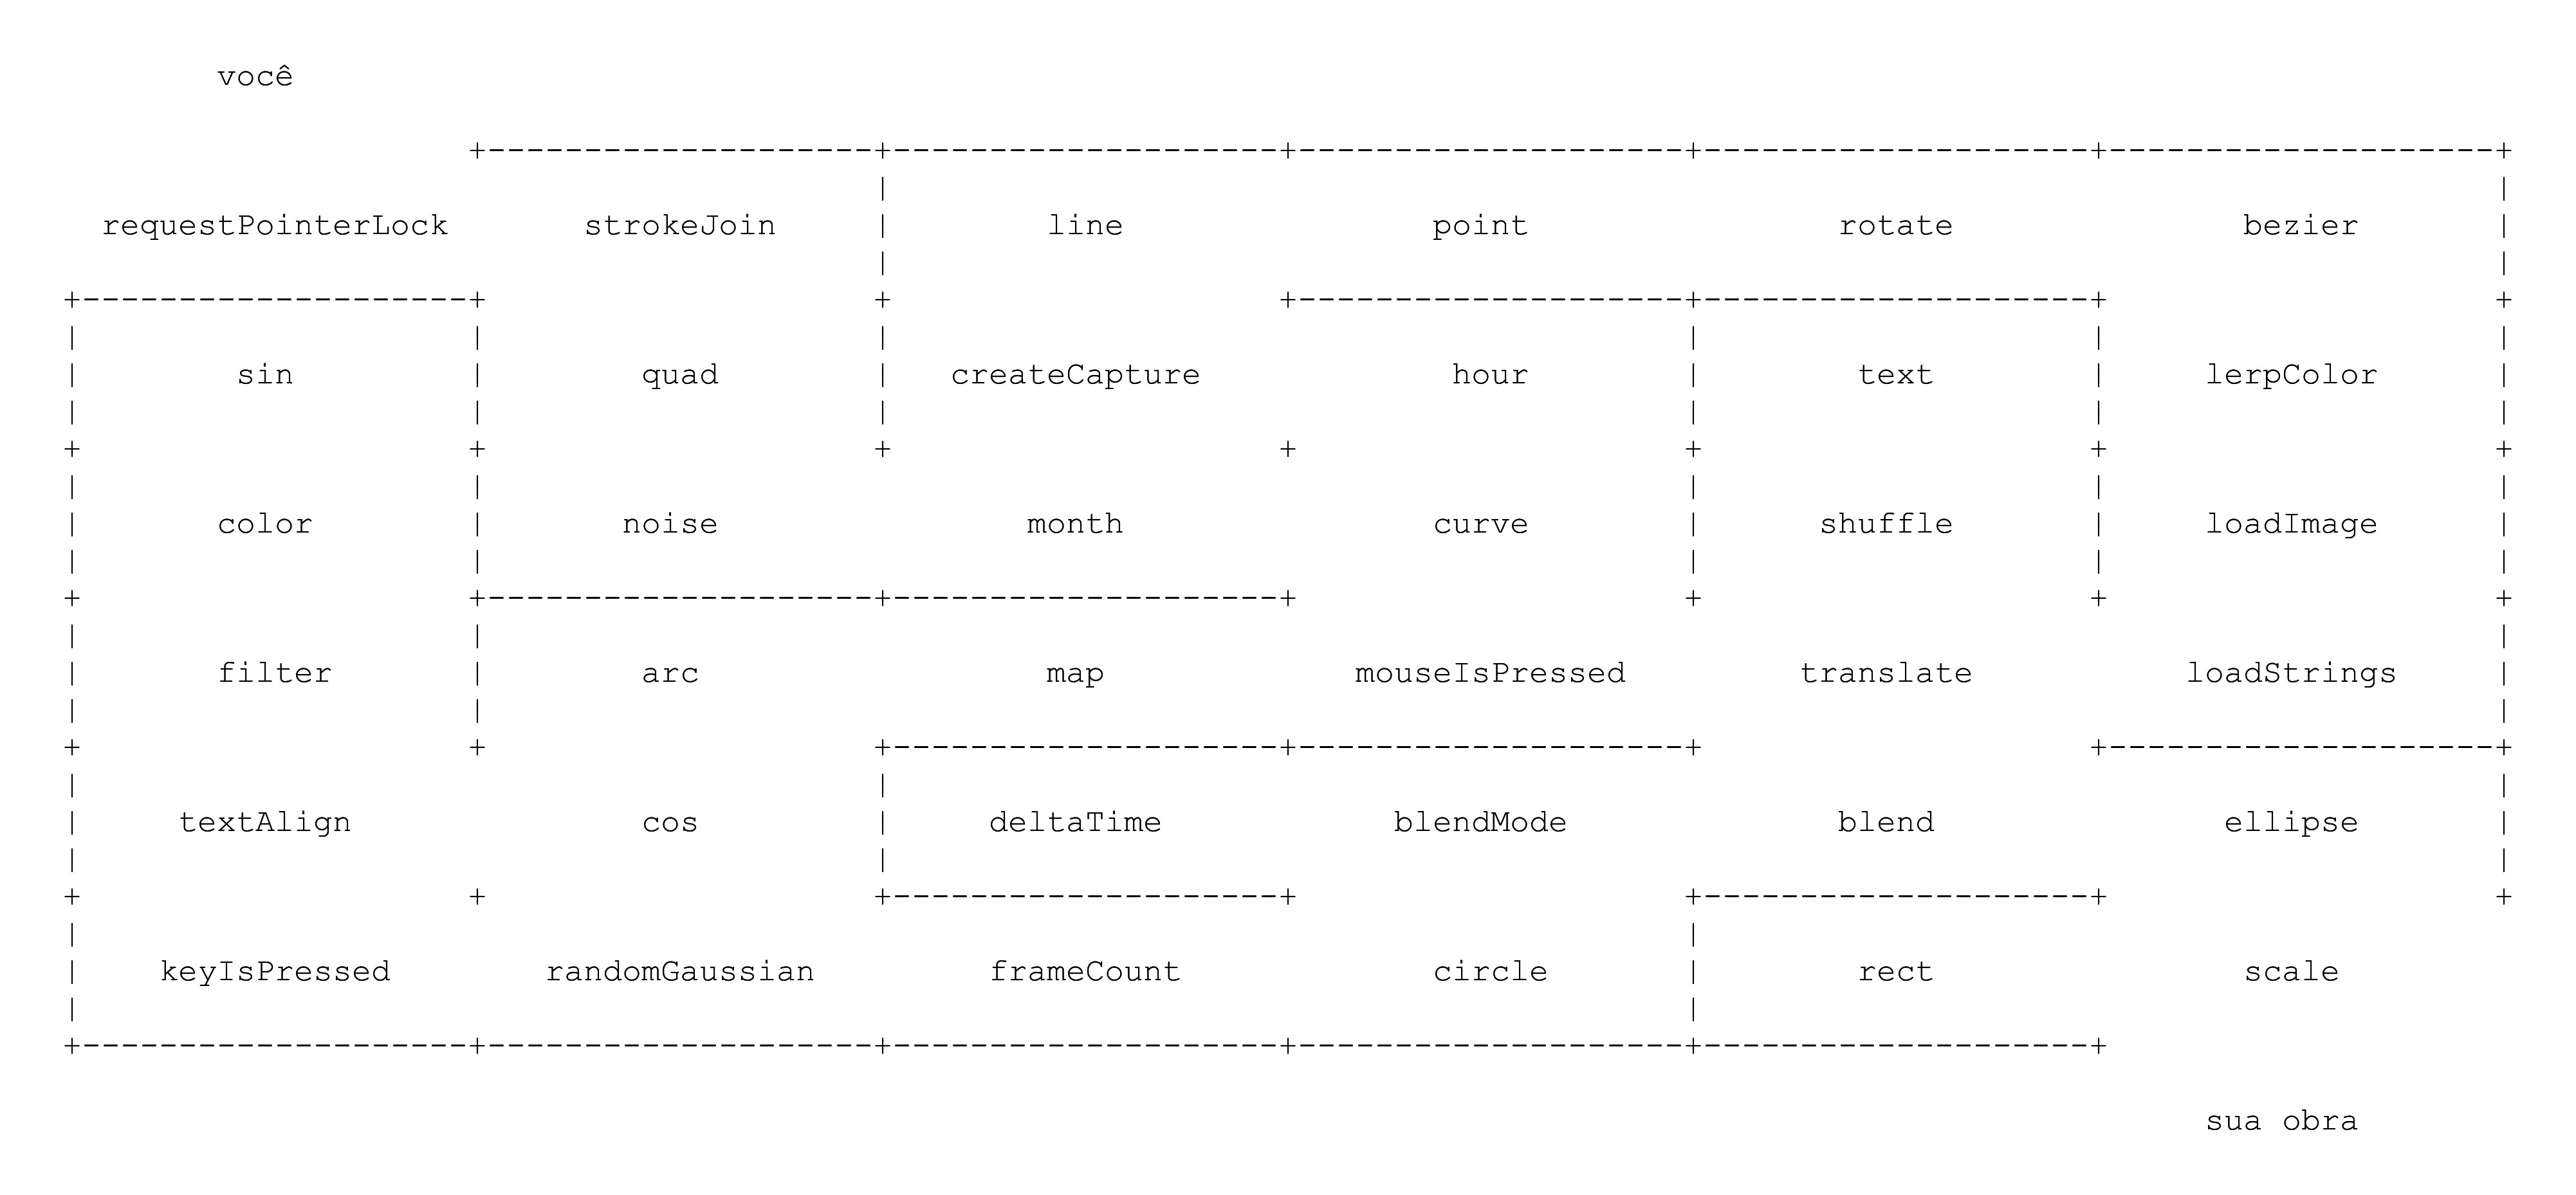 você
requestPointerLock strokeJoin line point rotate bezier
sin quad createCapture hour text lerpColor
color noise month curve shuffle loadImage
filter arc map mouseIsPressed translate loadStrings
textAlign cos deltaTime blendMode blend ellipse
keyIsPressed randomGaussian frameCount circle rect scale
sua obra